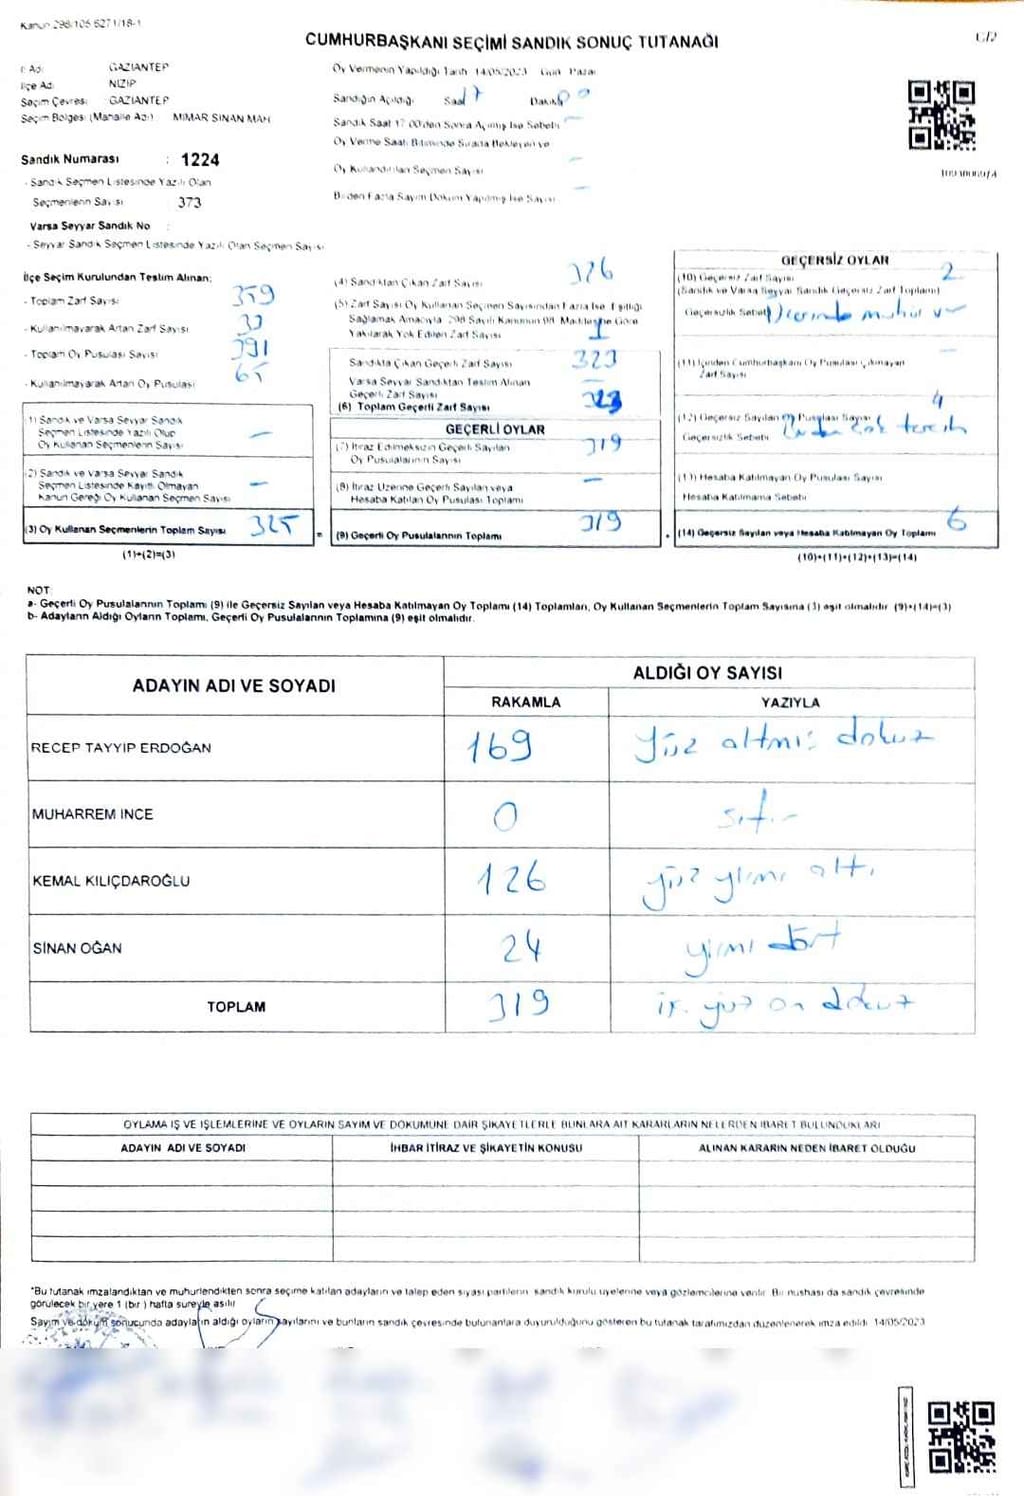 Kanun 298/105 6271/18-1
CUMHURBAŞKANI SEÇİMİ SANDIK SONUÇ TUTANAĞI
İl Adı GAZİANTEP
İlçe Adı NİZİP
Seçim Çevresi GAZİANTEP
Seçim Bölgesi (Mahalle Adı) MİMAR SİNAN MAH
Sandık Numarası : 1224
- Sandık Seçmen Listesinde Yazılı Olan
Seçmenlerin Sayısı 373
Varsa Seyyar Sandık No :
- Seyyar Sandık Seçmen Listesinde Yazılı Olan Seçmen Sayısı
Oy Vermenin Yapıldığı Tarih 14/05/2023 Gün Pazar
Sandığın Açıldığı Saat 17 Dakika 00
Sandık Saat 17 00'den Sonra Açılmış İse Sebebi —
Oy Verme Saati Bitiminde Sırada Bekleyen ve
Oy Kullandırılan Seçmen Sayısı —
Birden Fazla Sayım Döküm Yapılmış İse Sayısı —
İlçe Seçim Kurulundan Teslim Alınan:
- Toplam Zarf Sayısı 359
- Kullanılmayarak Artan Zarf Sayısı 33
- Toplam Oy Pusulası Sayısı 391
- Kullanılmayarak Artan Oy Pusulası 65
1) Sandık ve Varsa Seyyar Sandık
Seçmen Listesinde Yazılı Olup
Oy Kullanan Seçmenlerin Sayısı —
2) Sandık ve Varsa Seyyar Sandık
Seçmen Listesinde Kayıtlı Olmayan
Kanun Gereği Oy Kullanan Seçmen Sayısı —
(3) Oy Kullanan Seçmenlerin Toplam Sayısı 325
(1)+(2)=(3)
(4) Sandıktan Çıkan Zarf Sayısı 326
(5) Zarf Sayısı Oy Kullanan Seçmen Sayısından Fazla İse Eşitliği
Sağlamak Amacıyla 298 Sayılı Kanunun 98 Maddesine Göre
Yakılarak Yok Edilen Zarf Sayısı 1
Sandıkta Çıkan Geçerli Zarf Sayısı 323
Varsa Seyyar Sandıktan Teslim Alınan
Geçerli Zarf Sayısı —
(6) Toplam Geçerli Zarf Sayısı 323
GEÇERLİ OYLAR
(7) İtiraz Edilmeksizin Geçerli Sayılan
Oy Pusulalarının Sayısı 319
(8) İtiraz Üzerine Geçerli Sayılan veya
Hesaba Katılan Oy Pusulası Toplamı —
(9) Geçerli Oy Pusulalarının Toplamı 319
GEÇERSİZ OYLAR
(10) Geçersiz Zarf Sayısı 2
(Sandık ve Varsa Seyyar Sandık Geçersiz Zarf Toplamı)
Geçersizlik Sebebi Üzerinde mühür var
(11) İçinden Cumhurbaşkanı Oy Pusulası Çıkmayan
Zarf Sayısı —
(12) Geçersiz Sayılan Oy Pusulası Sayısı 4
Geçersizlik Sebebi Birden çok tercih
(13) Hesaba Katılmayan Oy Pusulası Sayısı
Hesaba Katılmama Sebebi
(14) Geçersiz Sayılan veya Hesaba Katılmayan Oy Toplamı 6
(10)+(11)+(12)+(13)=(14)
NOT:
a- Geçerli Oy Pusulalarının Toplamı (9) ile Geçersiz Sayılan veya Hesaba Katılmayan Oy Toplamı (14) Toplamları, Oy Kullanan Seçmenlerin Toplam Sayısına (3) eşit olmalıdır (9)+(14)=(3)
b- Adayların Aldığı Oyların Toplamı, Geçerli Oy Pusulalarının Toplamına (9) eşit olmalıdır.
ADAYIN ADI VE SOYADI ALDIĞI OY SAYISI
RAKAMLA YAZIYLA
RECEP TAYYİP ERDOĞAN 169 Yüz altmış dokuz
MUHARREM İNCE 0 sıfır
KEMAL KILIÇDAROĞLU 126 yüz yirmi altı
SİNAN OĞAN 24 yirmi dört
TOPLAM 319 üç yüz on dokuz
OYLAMA İŞ VE İŞLEMLERİNE VE OYLARIN SAYIM VE DÖKÜMÜNE DAİR ŞİKAYETLERLE BUNLARA AİT KARARLARIN NELERDEN İBARET BULUNDUKLARI
ADAYIN ADI VE SOYADI İHBAR İTİRAZ VE ŞİKAYETİN KONUSU ALINAN KARARIN NEDEN İBARET OLDUĞU
*Bu tutanak imzalandıktan ve mühürlendikten sonra seçime katılan adayların ve talep eden siyasi partilerin sandık kurulu üyelerine veya gözlemcilerine verilir. Bir nüshası da sandık çevresinde
görülecek bir yere 1 (bir) hafta süreyle asılır
Sayım ve döküm sonucunda adayların aldığı oyların sayılarını ve bunların sandık çevresinde bulunanlara duyurulduğunu gösteren bu tutanak tarafımızdan düzenlenerek imza edildi 14/05/2023